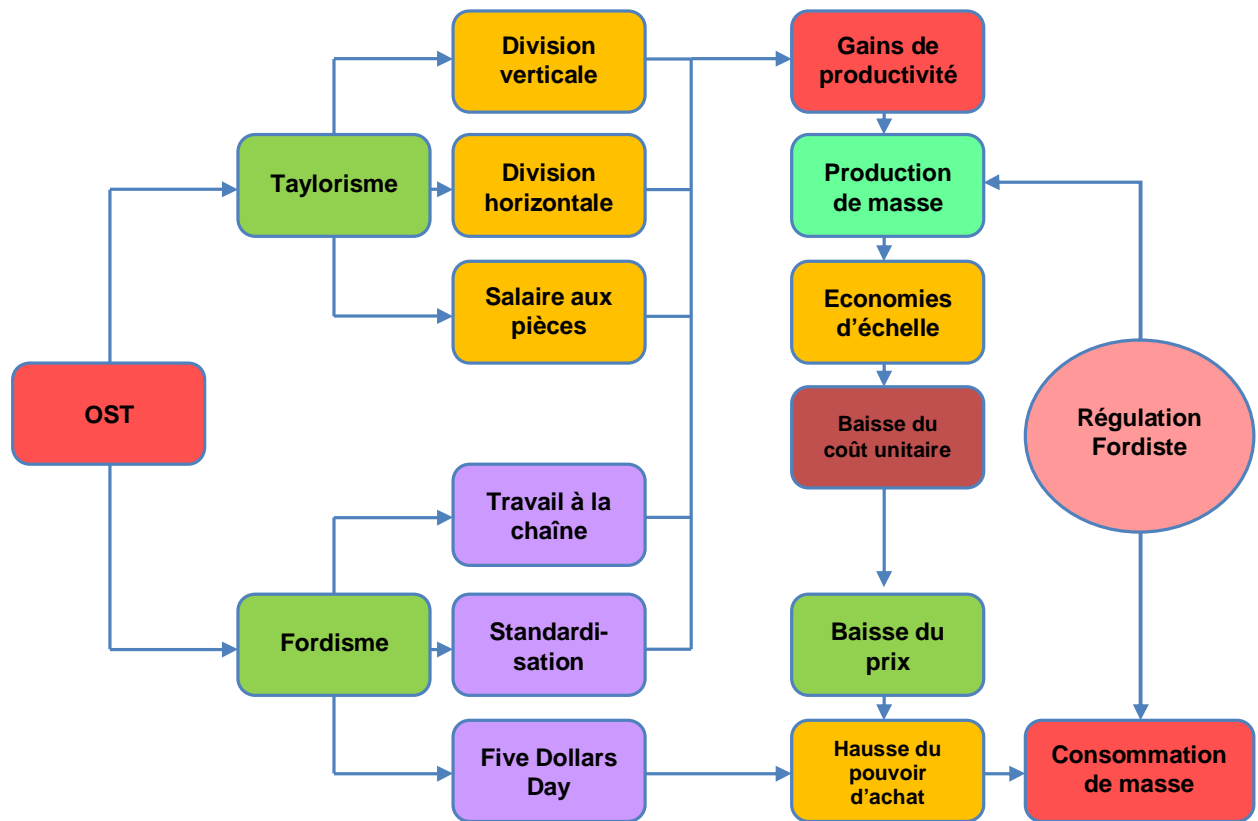 Division
verticale
Gains de
productivité
Taylorisme
Division
horizontale
Production
de masse
Salaire aux
pièces
Economies
d’échelle
OST
Baisse du
coût unitaire
Régulation
Fordiste
Travail à la
chaîne
Fordisme
Standardi-
sation
Baisse du
prix
Five Dollars
Day
Hausse du
pouvoir
d’achat
Consommation
de masse